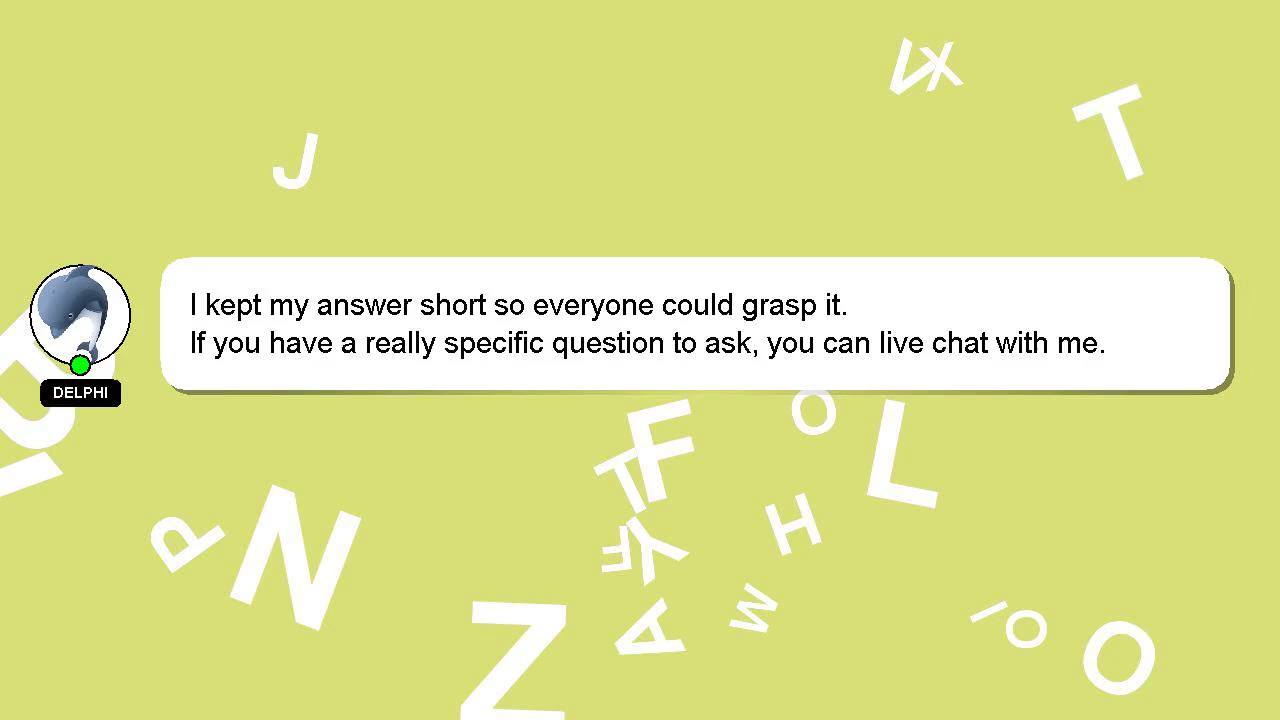 V
X
T
J
I kept my answer short so everyone could grasp it.
If you have a really specific question to ask, you can live chat with me.
DELPHI
F
O
L
T
P
N
H
F
Y
Z
A
W
I
O
O